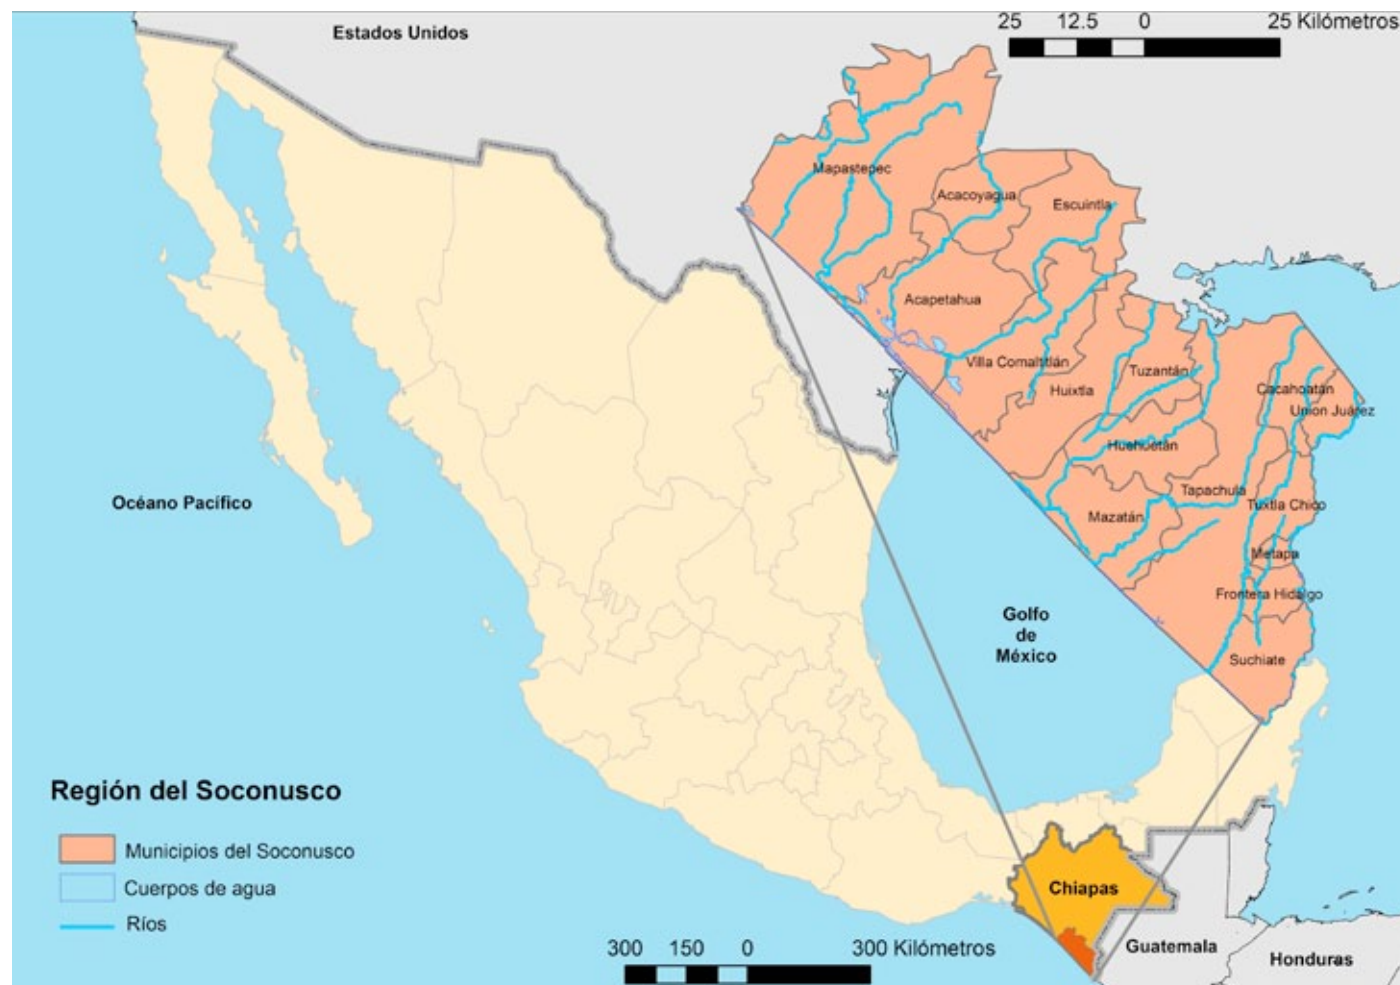 Estados Unidos
25 12.5 0 25 Kilómetros
Mapastepec
Acacoyagua
Escuintla
Acapetahua
Villa Comaltitlán
Huixtla
Tuzantán
Cacahoatán
Union Juárez
Huehuetán
Tapachula
Tuxtla Chico
Mazatán
Metapa
Frontera Hidalgo
Suchiate
Océano Pacífico
Golfo
de
México
Región del Soconusco
Municipios del Soconusco
Cuerpos de agua
Ríos
Chiapas
Guatemala
Honduras
300 150 0 300 Kilómetros